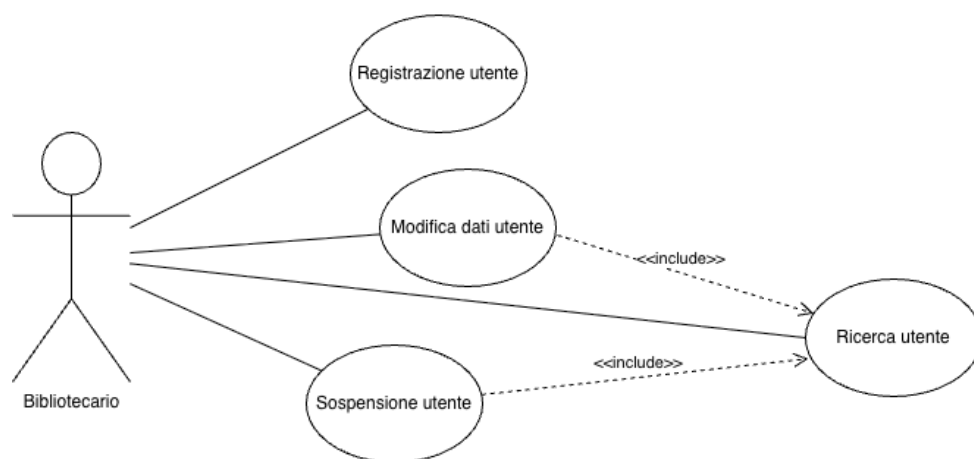 Registrazione utente
Modifica dati utente
<<include>>
Ricerca utente
<<include>>
Sospensione utente
Bibliotecario